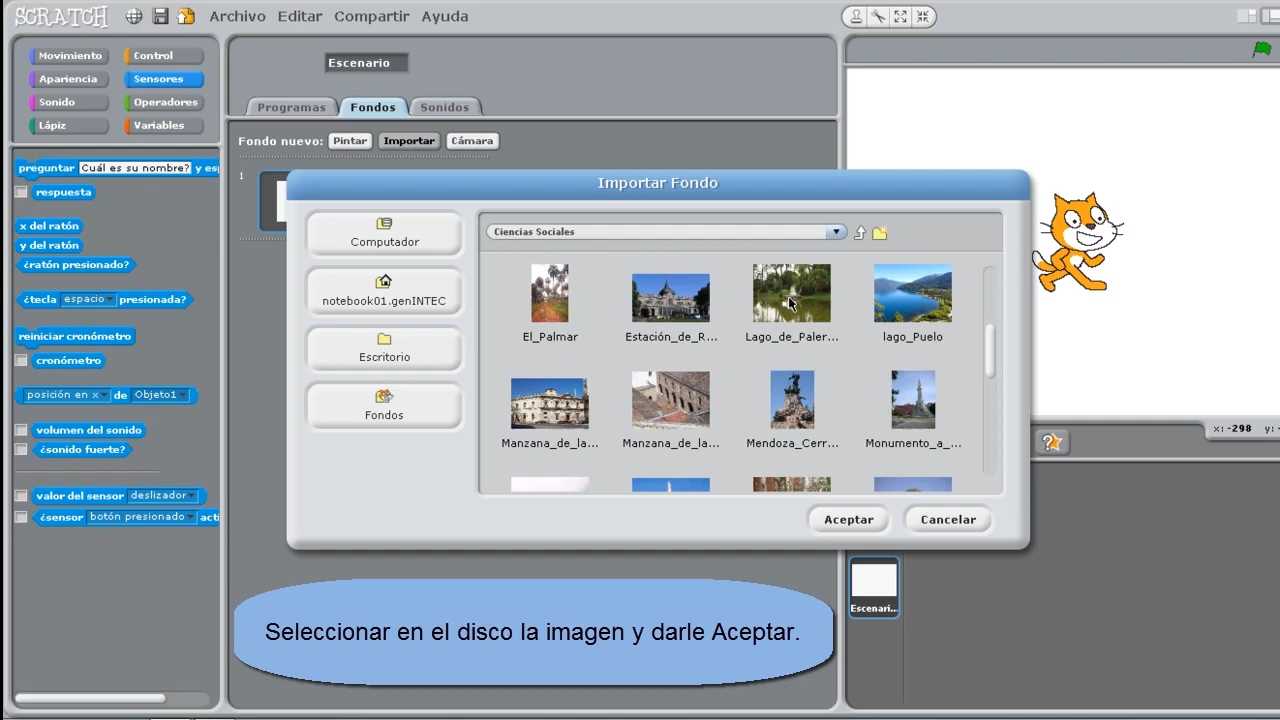 SCRATCH Archivo Editar Compartir Ayuda
Movimiento Control
Apariencia Sensores
Sonido Operadores
Lápiz Variables
preguntar Cuál es su nombre? y esp
respuesta
x del ratón
y del ratón
¿ratón presionado?
¿tecla espacio presionada?
reiniciar cronómetro
cronómetro
posición en x de Objeto1
volumen del sonido
¿sonido fuerte?
valor del sensor deslizador
¿sensor botón presionado acti
Escenario
Programas Fondos Sonidos
Fondo nuevo: Pintar Importar Cámara
1
Importar Fondo
Computador
notebook01.genINTEC
Escritorio
Fondos
Ciencias Sociales
El_Palmar Estación_de_R... Lago_de_Paler... lago_Puelo
Manzana_de_la... Manzana_de_la... Mendoza_Cerr... Monumento_a_...
Aceptar Cancelar
x: -298 y:
Escenari...
Seleccionar en el disco la imagen y darle Aceptar.